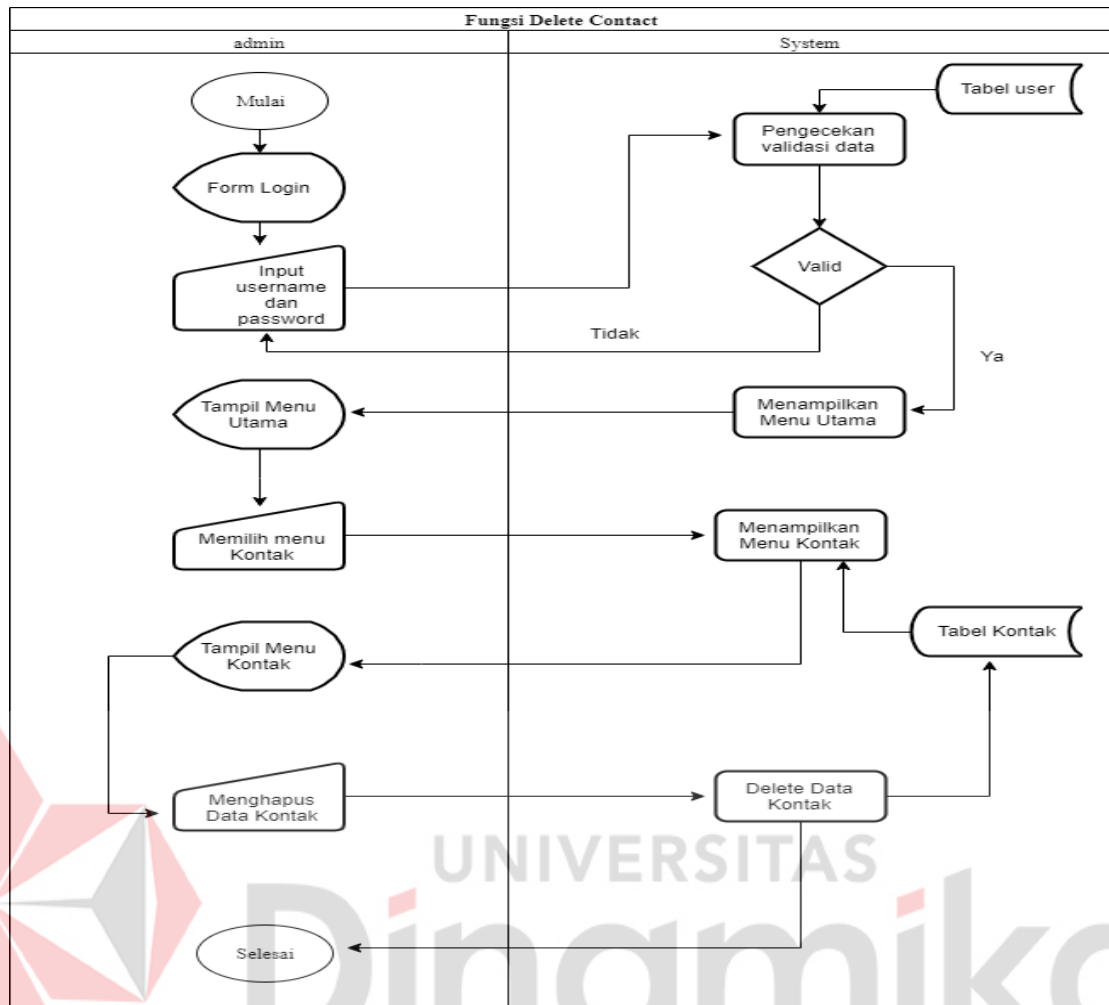 Fungsi Delete Contact
admin
System
Mulai
Tabel user
Pengecekan
validasi data
Form Login
Input
username
dan
password
Valid
Tidak
Ya
Tampil Menu
Utama
Menampilkan
Menu Utama
Memilih menu
Kontak
Menampilkan
Menu Kontak
Tampil Menu
Kontak
Tabel Kontak
Menghapus
Data Kontak
Delete Data
Kontak
Selesai
UNIVERSITAS
Dinamika